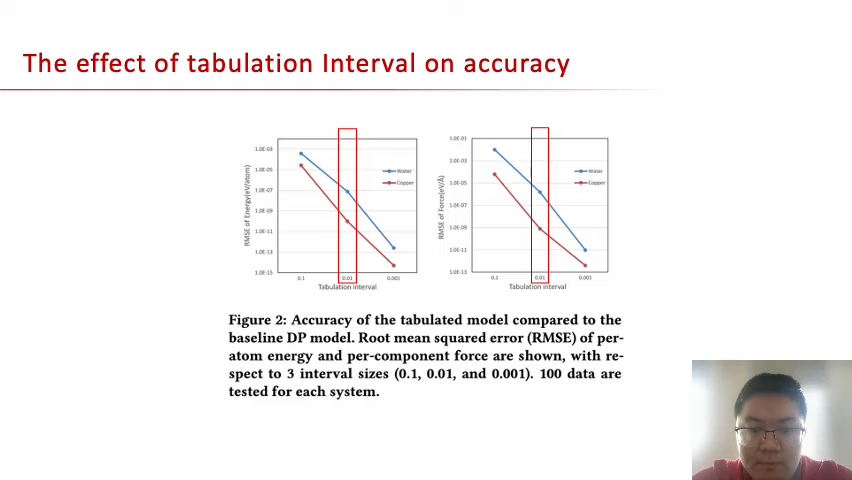 The effect of tabulation Interval on accuracy
1.0E-03
1.0E-05
1.0E-07
1.0E-09
1.0E-11
1.0E-13
1.0E-15
RMSE of Energy(eV/atom)
Water
Copper
0.1
0.01
0.001
Tabulation interval
1.0E-01
1.0E-03
1.0E-05
1.0E-07
1.0E-09
1.0E-11
1.0E-13
RMSE of Force(eV/Å)
Water
Copper
0.1
0.01
0.001
Tabulation interval
Figure 2: Accuracy of the tabulated model compared to the
baseline DP model. Root mean squared error (RMSE) of per-
atom energy and per-component force are shown, with re-
spect to 3 interval sizes (0.1, 0.01, and 0.001). 100 data are
tested for each system.